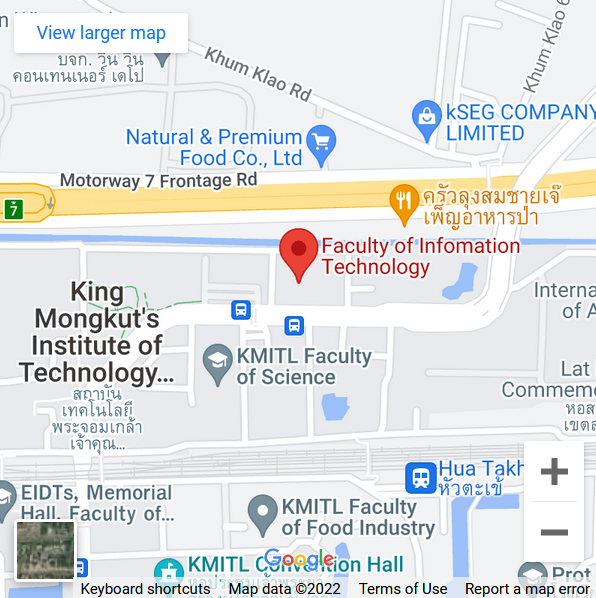 View larger map
บจก. วิน วิน
คอนเทนเนอร์ เดโป
Khum Klao Rd
Khum Klao 6
kSEG COMPANY
LIMITED
Natural & Premium
Food Co., Ltd
Motorway 7 Frontage Rd
7
ครัวลุงสมชายเจ๊
เพ็ญอาหารป่า
Faculty of Infomation
Technology
King
Mongkut's
Institute of
Technology...
สถาบัน
เทคโนโลยี
พระจอมเกล้า
เจ้าคุณ...
KMITL Faculty
of Science
Interna
of A
Lat
Commemo
หอส
เขตล
Hua Takh
หัวตะเข้
EIDTs, Memorial
Hall, Faculty of...
KMITL Faculty
of Food Industry
KMITL Convention Hall
Google
Prot
Keyboard shortcuts
Map data ©2022
Terms of Use
Report a map error